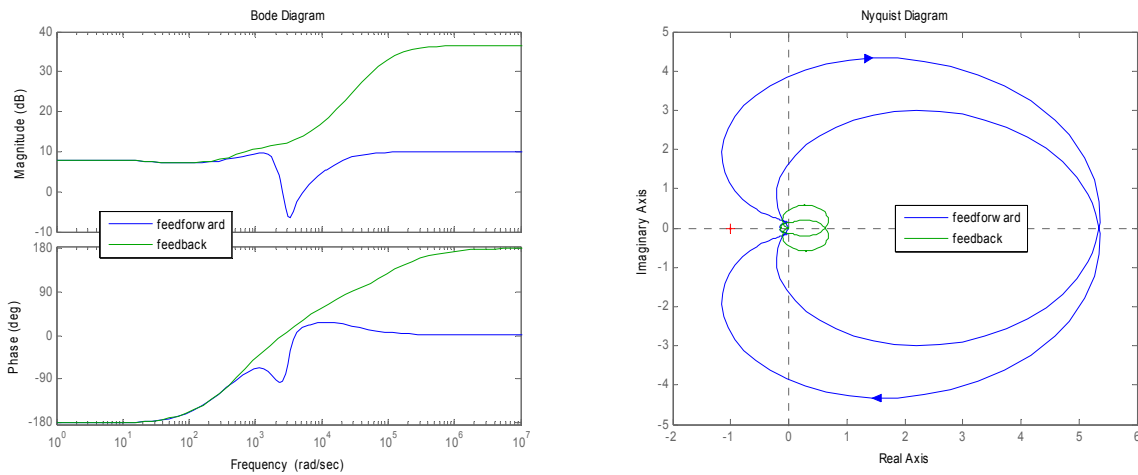 Bode Diagram
40
30
20
10
0
-10
Magnitude (dB)
feedforward
feedback
180
90
0
-90
-180
Phase (deg)
10^0 10^1 10^2 10^3 10^4 10^5 10^6 10^7
Frequency (rad/sec)
Nyquist Diagram
5
4
3
2
1
0
-1
-2
-3
-4
-5
Imaginary Axis
feedforward
feedback
-2 -1 0 1 2 3 4 5 6
Real Axis